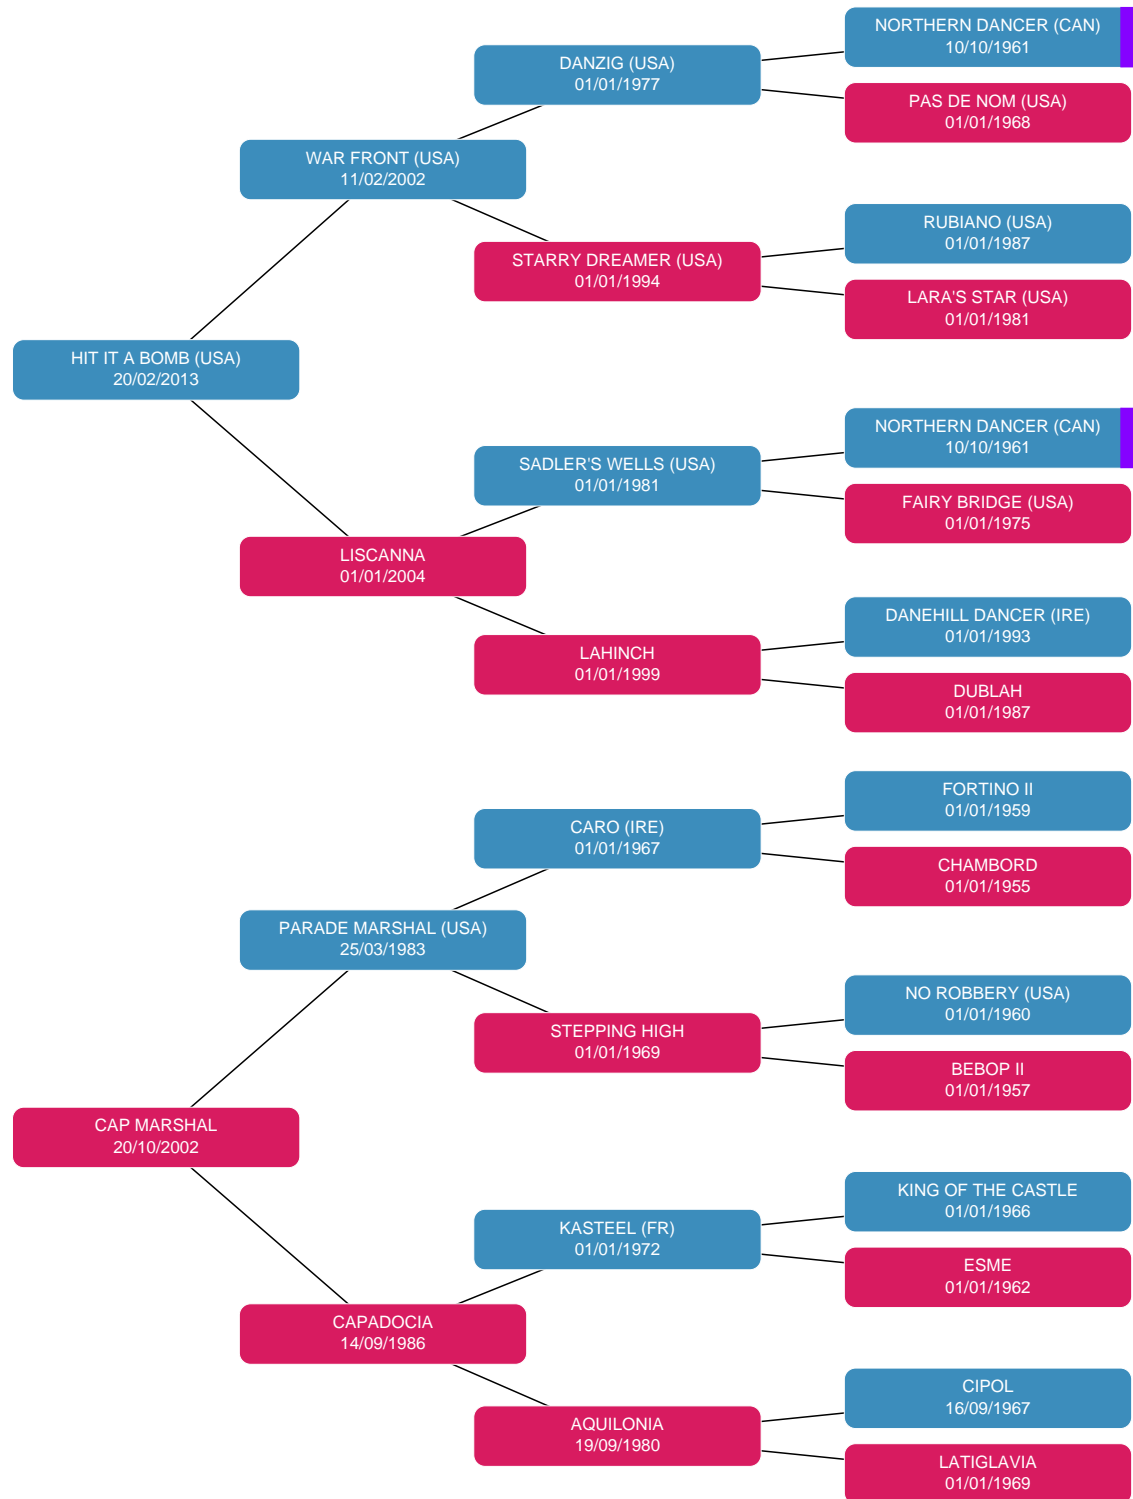 NORTHERN DANCER (CAN)
10/10/1961
DANZIG (USA)
01/01/1977
PAS DE NOM (USA)
01/01/1968
WAR FRONT (USA)
11/02/2002
RUBIANO (USA)
01/01/1987
STARRY DREAMER (USA)
01/01/1994
LARA'S STAR (USA)
01/01/1981
HIT IT A BOMB (USA)
20/02/2013
NORTHERN DANCER (CAN)
10/10/1961
SADLER'S WELLS (USA)
01/01/1981
FAIRY BRIDGE (USA)
01/01/1975
LISCANNA
01/01/2004
DANEHILL DANCER (IRE)
01/01/1993
LAHINCH
01/01/1999
DUBLAH
01/01/1987
FORTINO II
01/01/1959
CARO (IRE)
01/01/1967
CHAMBORD
01/01/1955
PARADE MARSHAL (USA)
25/03/1983
NO ROBBERY (USA)
01/01/1960
STEPPING HIGH
01/01/1969
BEBOP II
01/01/1957
CAP MARSHAL
20/10/2002
KING OF THE CASTLE
01/01/1966
KASTEEL (FR)
01/01/1972
ESME
01/01/1962
CAPADOCIA
14/09/1986
CIPOL
16/09/1967
AQUILONIA
19/09/1980
LATIGLAVIA
01/01/1969